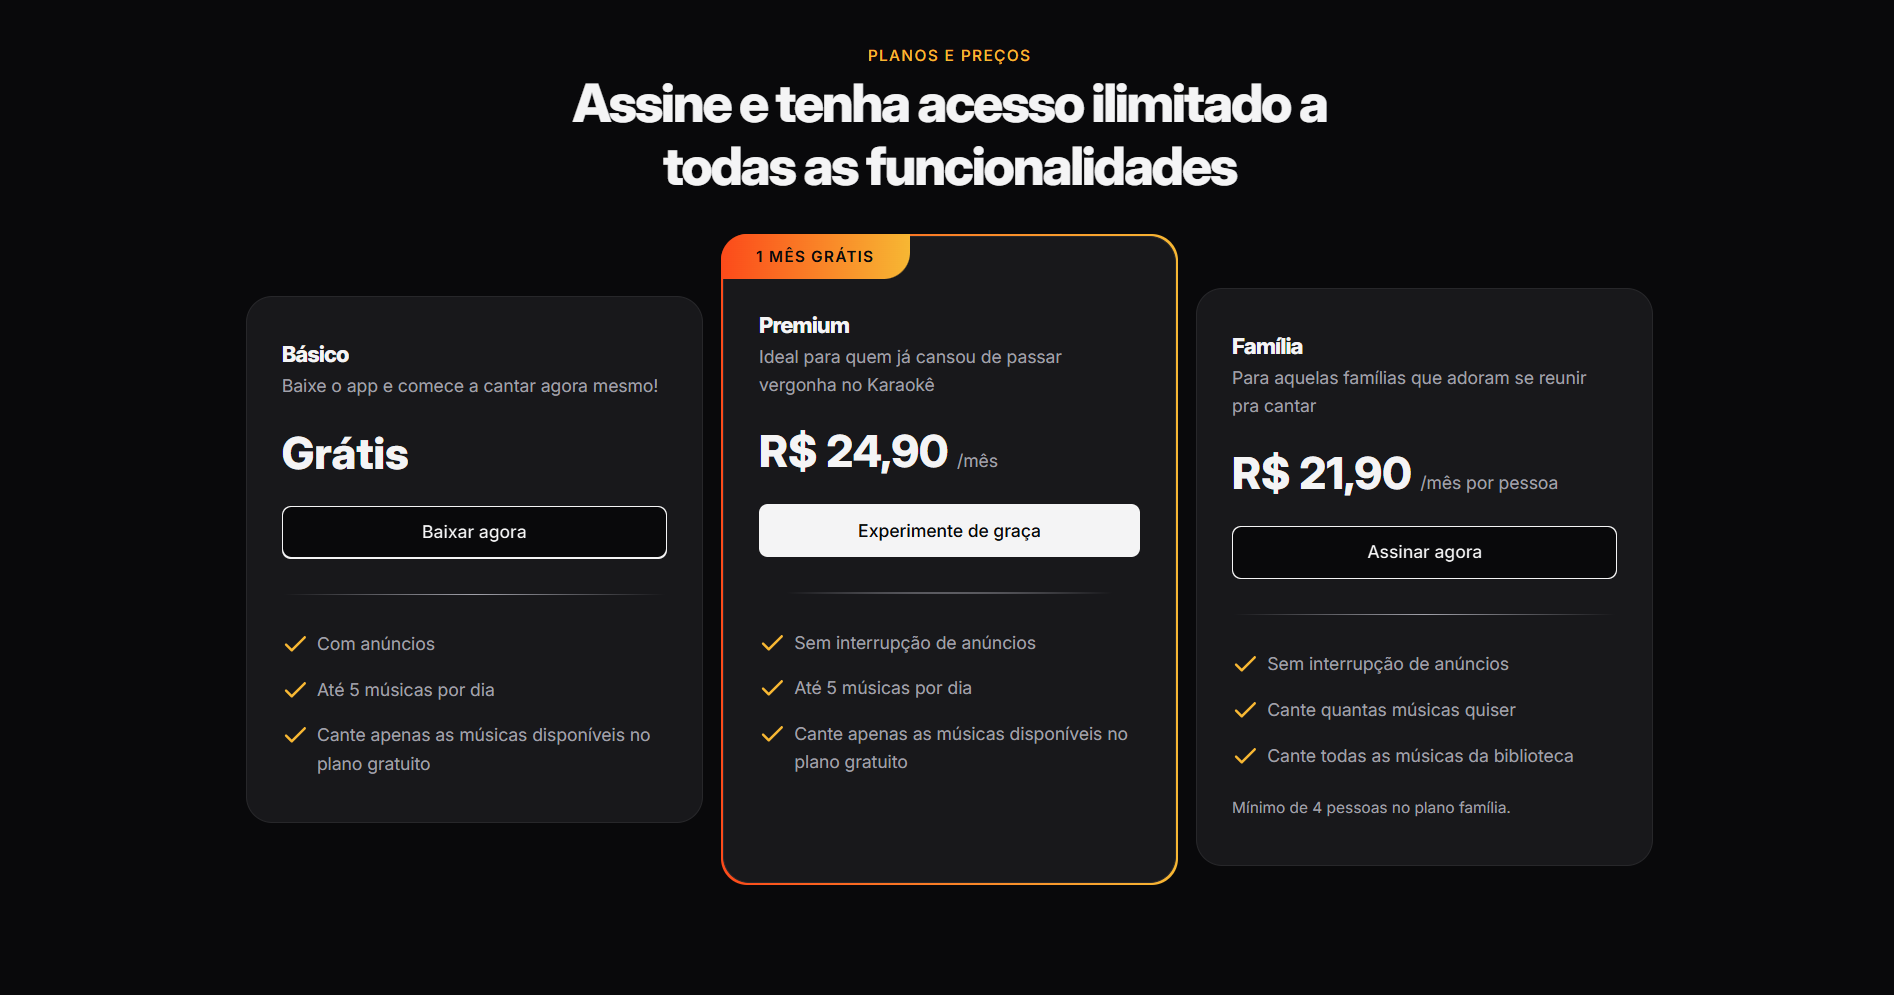 PLANOS E PREÇOS
Assine e tenha acesso ilimitado a
todas as funcionalidades
Básico
Baixe o app e comece a cantar agora mesmo!
Grátis
Baixar agora
Com anúncios
Até 5 músicas por dia
Cante apenas as músicas disponíveis no
plano gratuito
1 MÊS GRÁTIS
Premium
Ideal para quem já cansou de passar
vergonha no Karaokê
R$ 24,90 /mês
Experimente de graça
Sem interrupção de anúncios
Até 5 músicas por dia
Cante apenas as músicas disponíveis no
plano gratuito
Família
Para aquelas famílias que adoram se reunir
pra cantar
R$ 21,90 /mês por pessoa
Assinar agora
Sem interrupção de anúncios
Cante quantas músicas quiser
Cante todas as músicas da biblioteca
Mínimo de 4 pessoas no plano família.